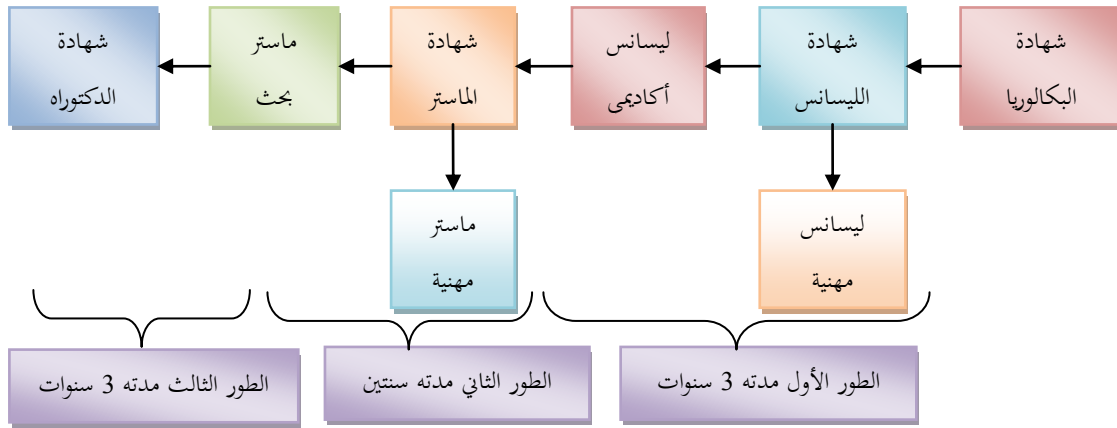 شهادة
البكالوريا
شهادة
الليسانس
ليسانس
أكاديمى
شهادة
الماستر
ماستر
بحث
شهادة
الدكتوراه
ليسانس
مهنية
ماستر
مهنية
الطور الأول مدته 3 سنوات
الطور الثاني مدته سنتين
الطور الثالث مدته 3 سنوات